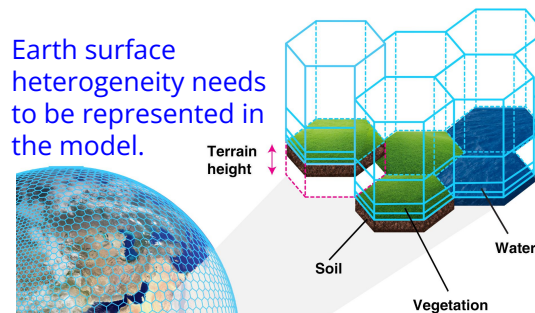 Earth surface
heterogeneity needs
to be represented in
the model.
Terrain
height
Soil
Water
Vegetation